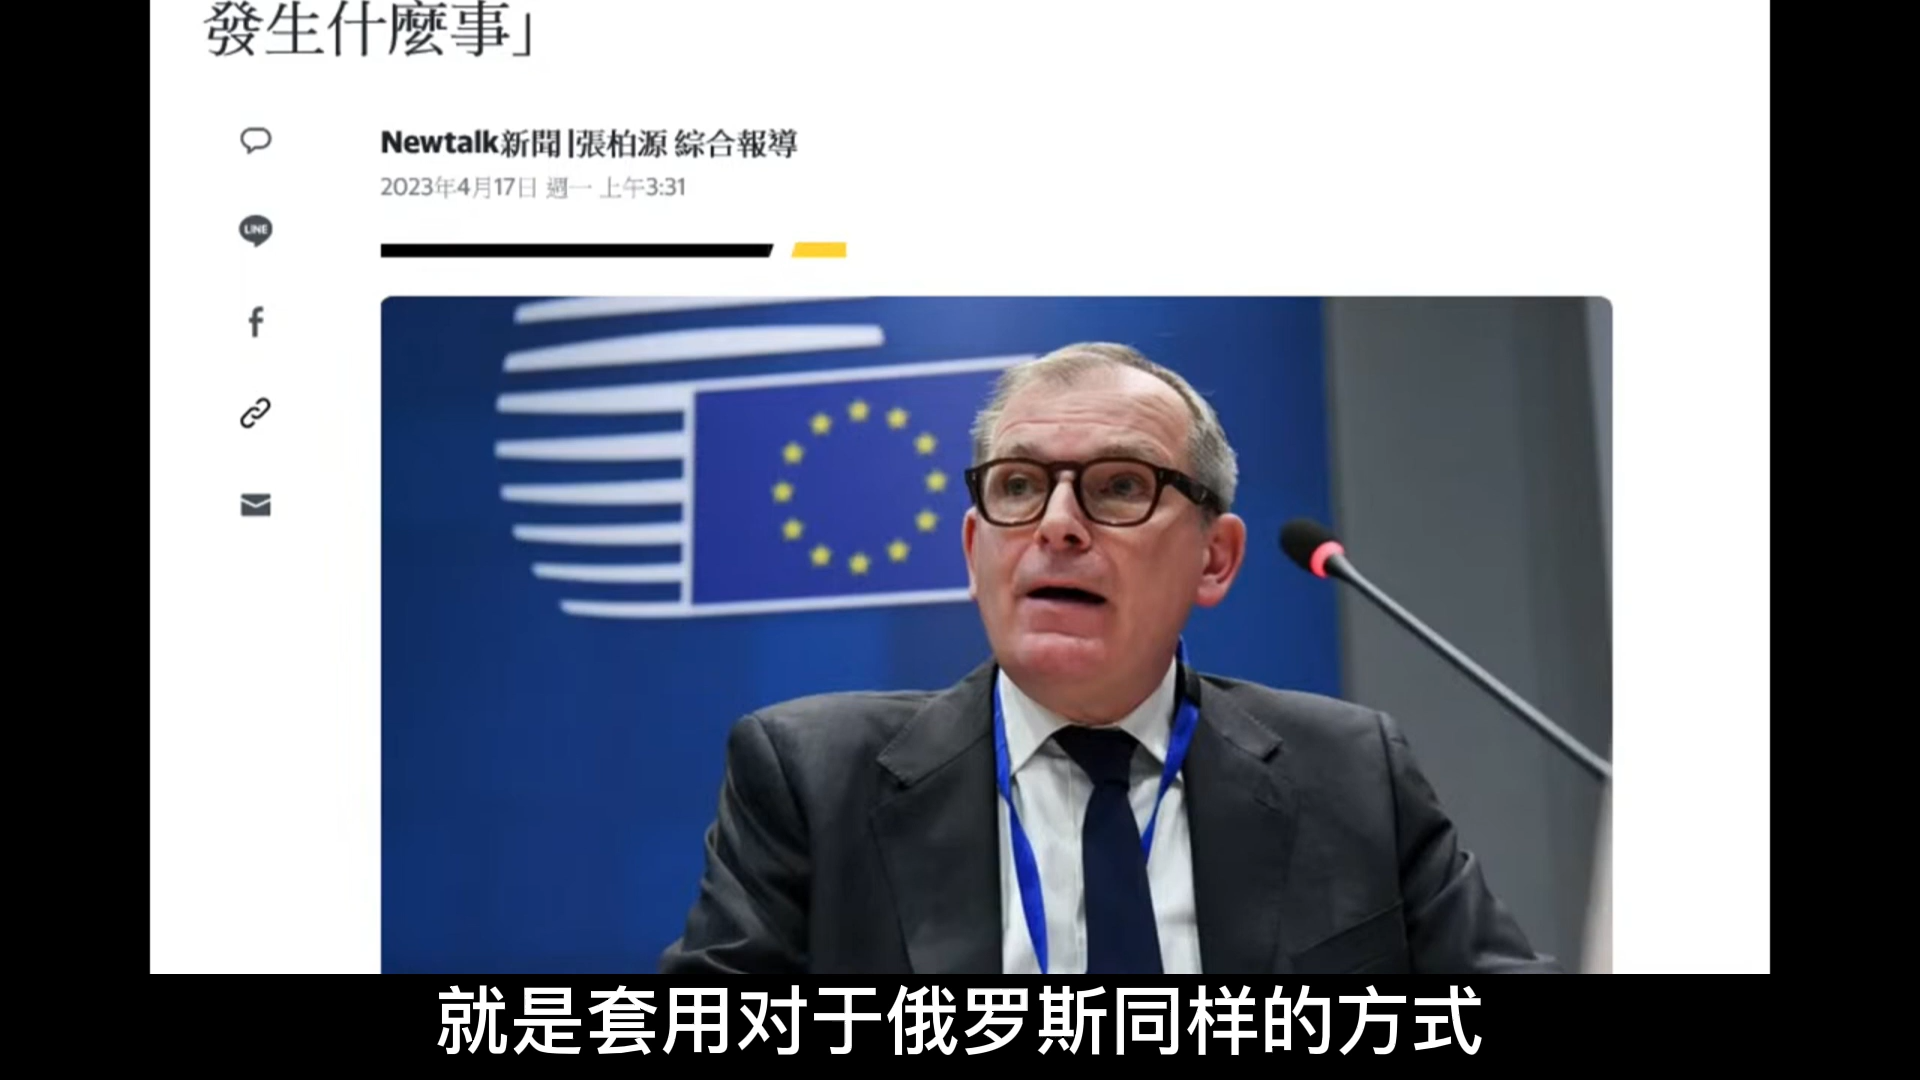 發生什麼事」
Newtalk新聞 |張柏源 綜合報導
2023年4月17日 週一 上午3:31
LINE
就是套用对于俄罗斯同样的方式